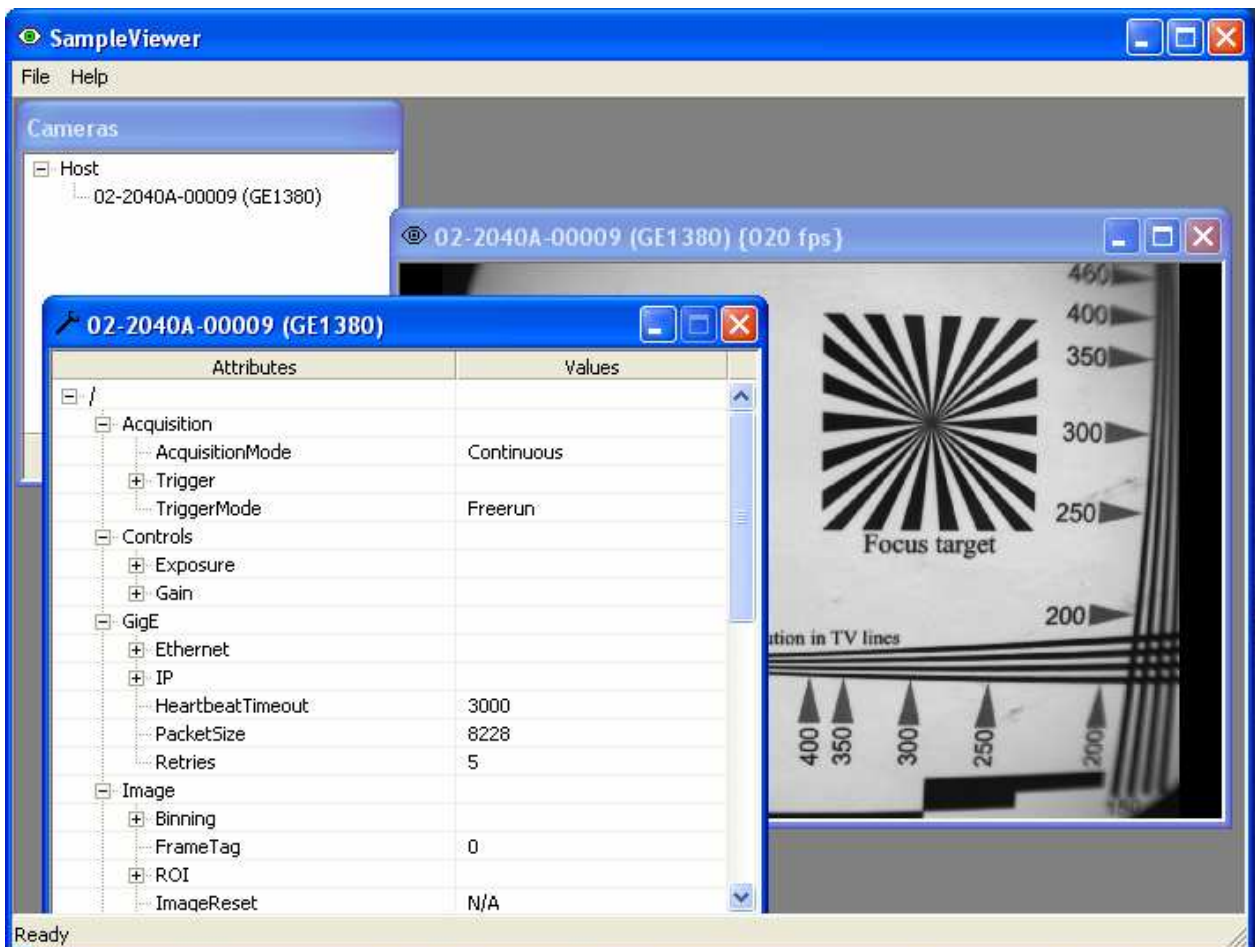 SampleViewer
File Help
Cameras
Host
02-2040A-00009 (GE1380)
02-2040A-00009 (GE1380) {020 fps}
02-2040A-00009 (GE1380)
Attributes Values
/
Acquisition
AcquisitionMode Continuous
Trigger
TriggerMode Freerun
Controls
Exposure
Gain
GigE
Ethernet
IP
HeartbeatTimeout 3000
PacketSize 8228
Retries 5
Image
Binning
FrameTag 0
ROI
ImageReset N/A
460
400
350
300
250
Focus target
200
in TV lines
400
350
300
250
200
150
Ready